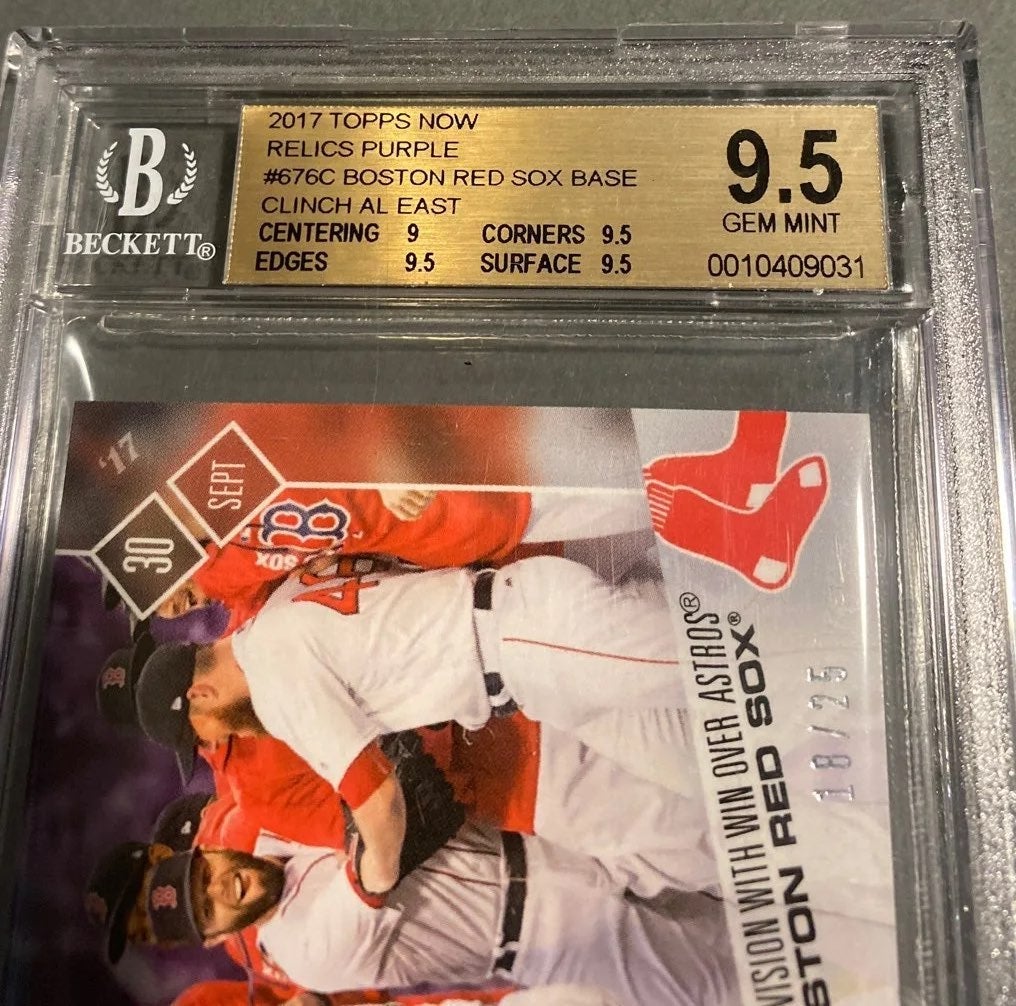 B
BECKETT®
2017 TOPPS NOW
RELICS PURPLE
#676C BOSTON RED SOX BASE
CLINCH AL EAST
CENTERING 9 CORNERS 9.5
EDGES 9.5 SURFACE 9.5
9.5
GEM MINT
0010409031
'17
SEPT
30
B
SOX
B
B
VISION WITH WIN OVER ASTROS®
STON RED SOX®
18/25